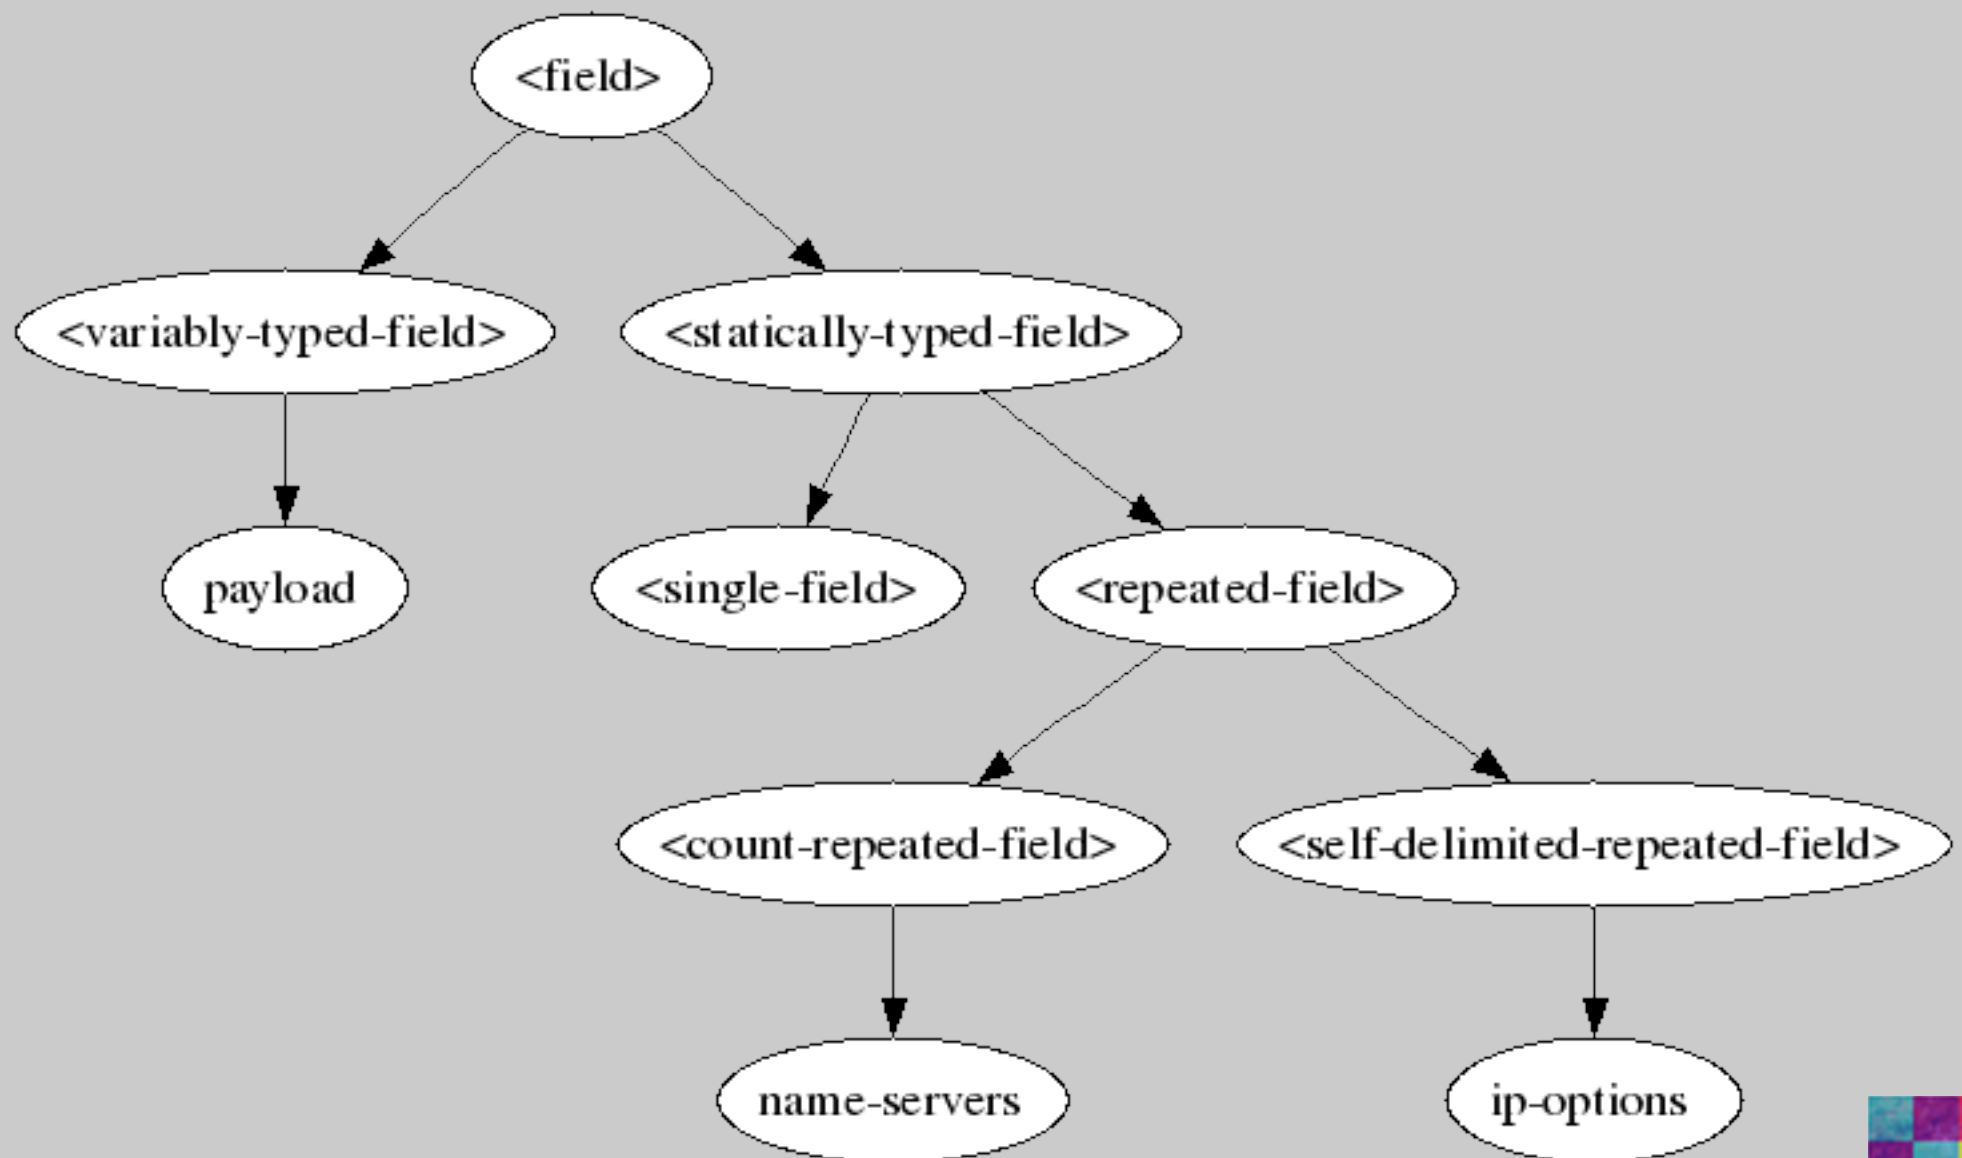 <field>
<variably-typed-field>
<statically-typed-field>
payload
<single-field>
<repeated-field>
<count-repeated-field>
<self-delimited-repeated-field>
name-servers
ip-options